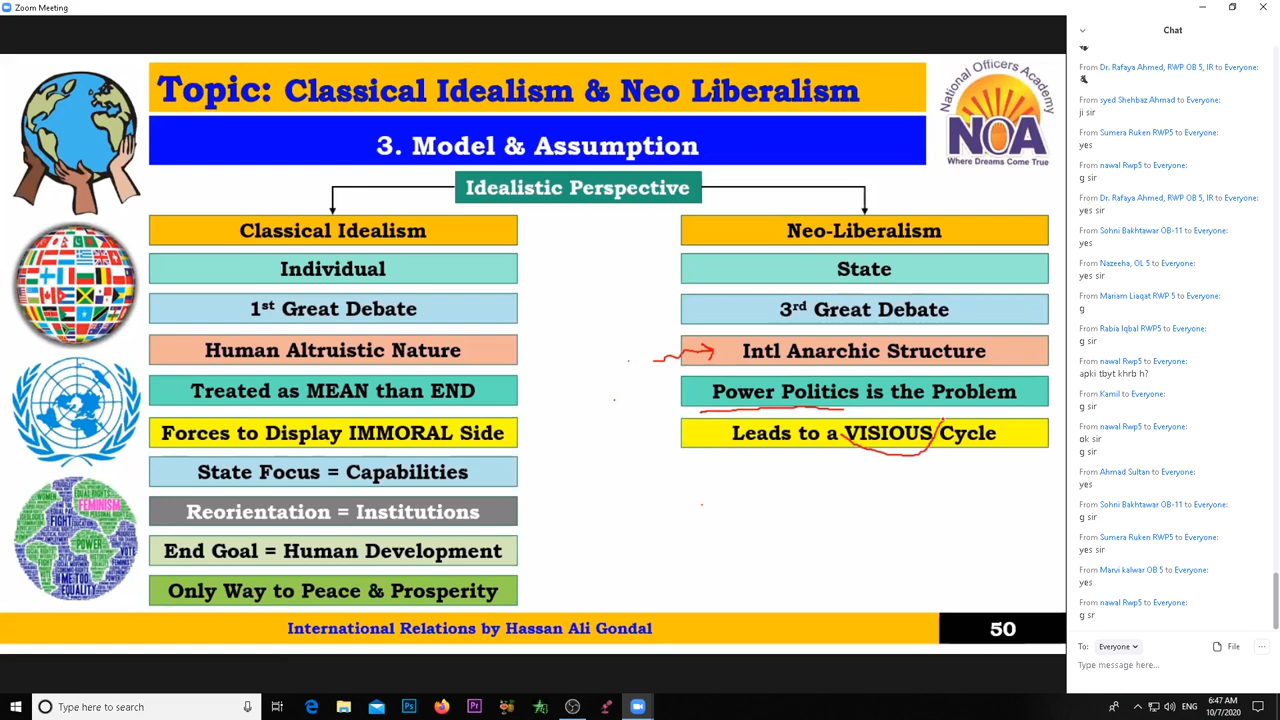 Zoom Meeting
Topic: Classical Idealism & Neo Liberalism
3. Model & Assumption
National Officers Academy
NOA
Where Dreams Come True
Idealistic Perspective
Classical Idealism
Individual
1st Great Debate
Human Altruistic Nature
Treated as MEAN than END
Forces to Display IMMORAL Side
State Focus = Capabilities
Reorientation = Institutions
End Goal = Human Development
Only Way to Peace & Prosperity
Neo-Liberalism
State
3rd Great Debate
Intl Anarchic Structure
Power Politics is the Problem
Leads to a VISIOUS Cycle
FEMINISM
FIGHT
POWER
VOTE
ME TOO
EQUALITY
International Relations by Hassan Ali Gondal
50
Chat
From Dr. Rafaya Ahmed, RWP OB 5, IR to Everyone:
From syed Shehbaz Ahmad to Everyone:
ji sir
From Sumera Ruken RWP5 to Everyone:
yes
From nawal Rwp5 to Everyone:
g sir
From Dr. Rafaya Ahmed, RWP OB 5, IR to Everyone:
yes sir
From Sohni Bakhtawar OB-11 to Everyone:
yes
From Nazeeha, OL 5 to Everyone:
yes sir
From Mariam Liaqat RWP 5 to Everyone:
g
From Rabia Iqbal RWP5 to Everyone:
g sir
From nawal Rwp5 to Everyone:
apki tbyt khrb h?
From Kamil to Everyone:
g sir
From nawal Rwp5 to Everyone:
ok sir
g sir
From Ahmad Sultan to Everyone:
yes
From Sohni Bakhtawar OB-11 to Everyone:
g sir
From Sumera Ruken RWP5 to Everyone:
yes sir
From Marvi kalwar OB 5 to Everyone:
yes
From nawal Rwp5 to Everyone:
g sr
To: Everyone
File
Type message here...
Type here to search
Ps
Pr
ENG
6:47 AM
10/7/2020